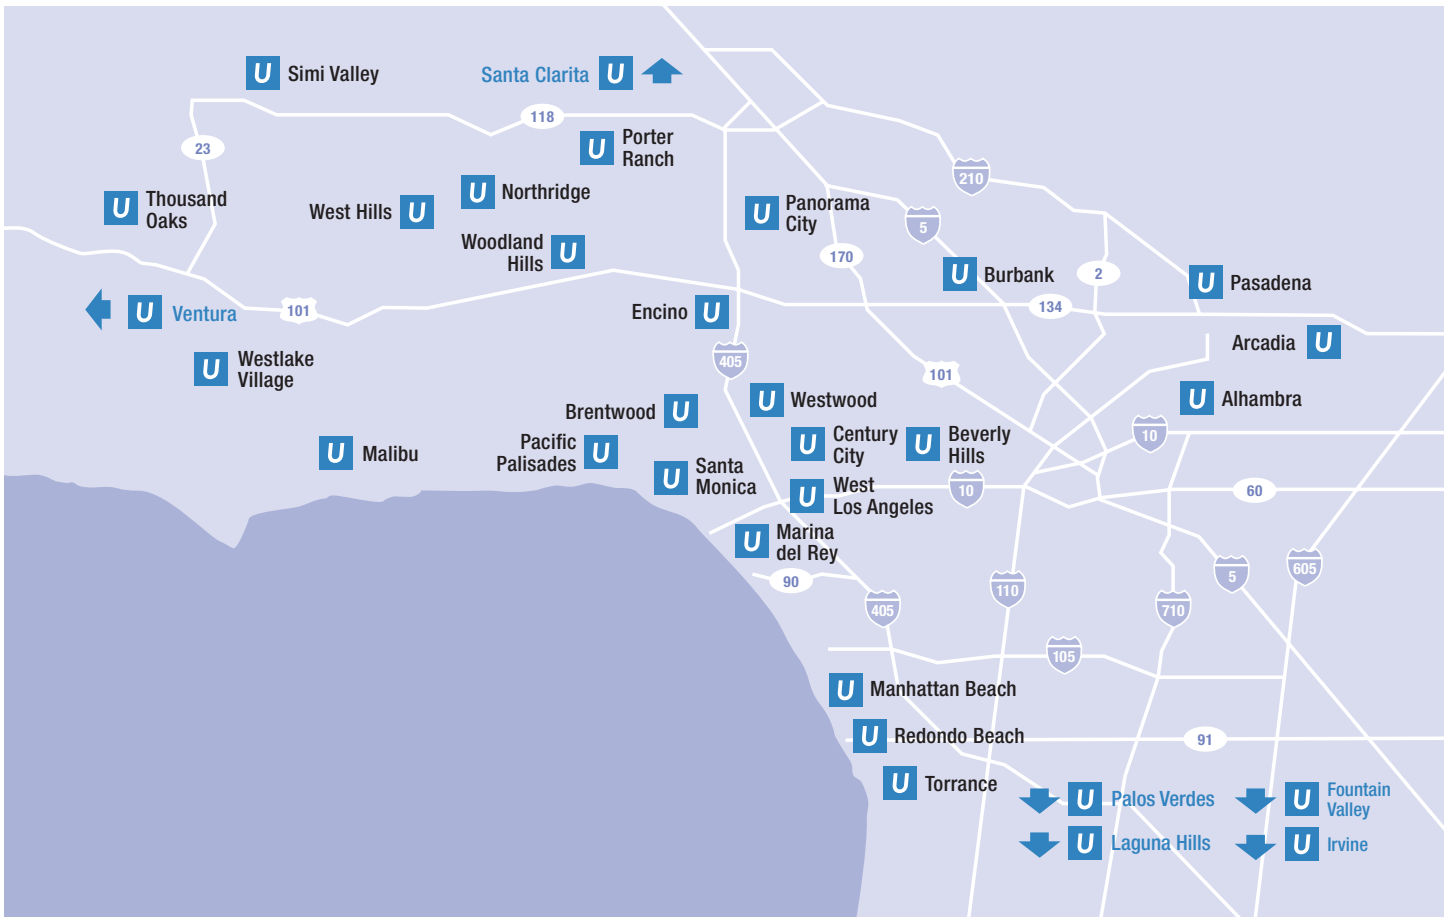 U Simi Valley
Santa Clarita U
118
23
U Porter
Ranch
210
U Thousand
Oaks
West Hills U
U Northridge
U Panorama
City
5
Woodland
Hills U
170
U Burbank
2
U Pasadena
U Ventura
101
Encino U
134
Arcadia U
405
U Westlake
Village
101
Brentwood U
U Westwood
U Alhambra
U Malibu
Pacific
Palisades U
U Santa
Monica
U Century
City
U Beverly
Hills
10
U West
Los Angeles
10
60
U Marina
del Rey
90
405
110
710
5
605
105
U Manhattan Beach
U Redondo Beach
91
U Torrance
U Palos Verdes
U Fountain
Valley
U Laguna Hills
U Irvine